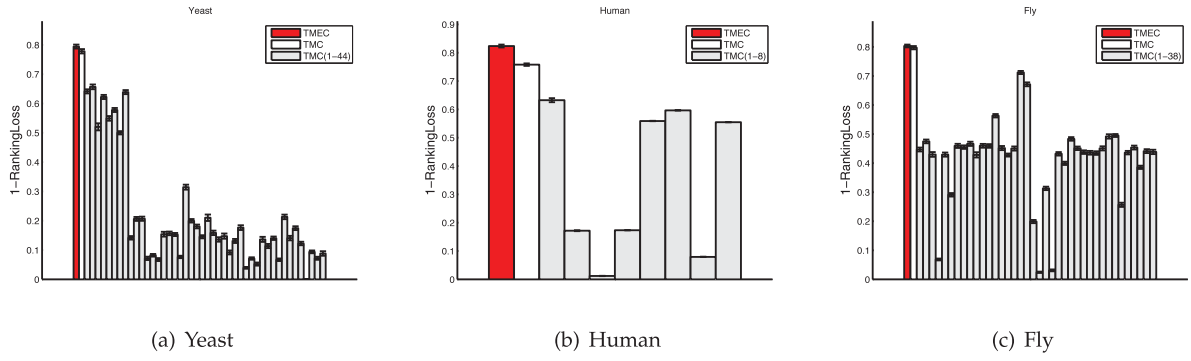 Yeast
TMEC
TMC
TMC(1−44)
1−RankingLoss
0.8
0.7
0.6
0.5
0.4
0.3
0.2
0.1
0
(a) Yeast
Human
TMEC
TMC
TMC(1−8)
1−RankingLoss
0.9
0.8
0.7
0.6
0.5
0.4
0.3
0.2
0.1
0
(b) Human
Fly
TMEC
TMC
TMC(1−38)
1−RankingLoss
0.8
0.7
0.6
0.5
0.4
0.3
0.2
0.1
0
(c) Fly